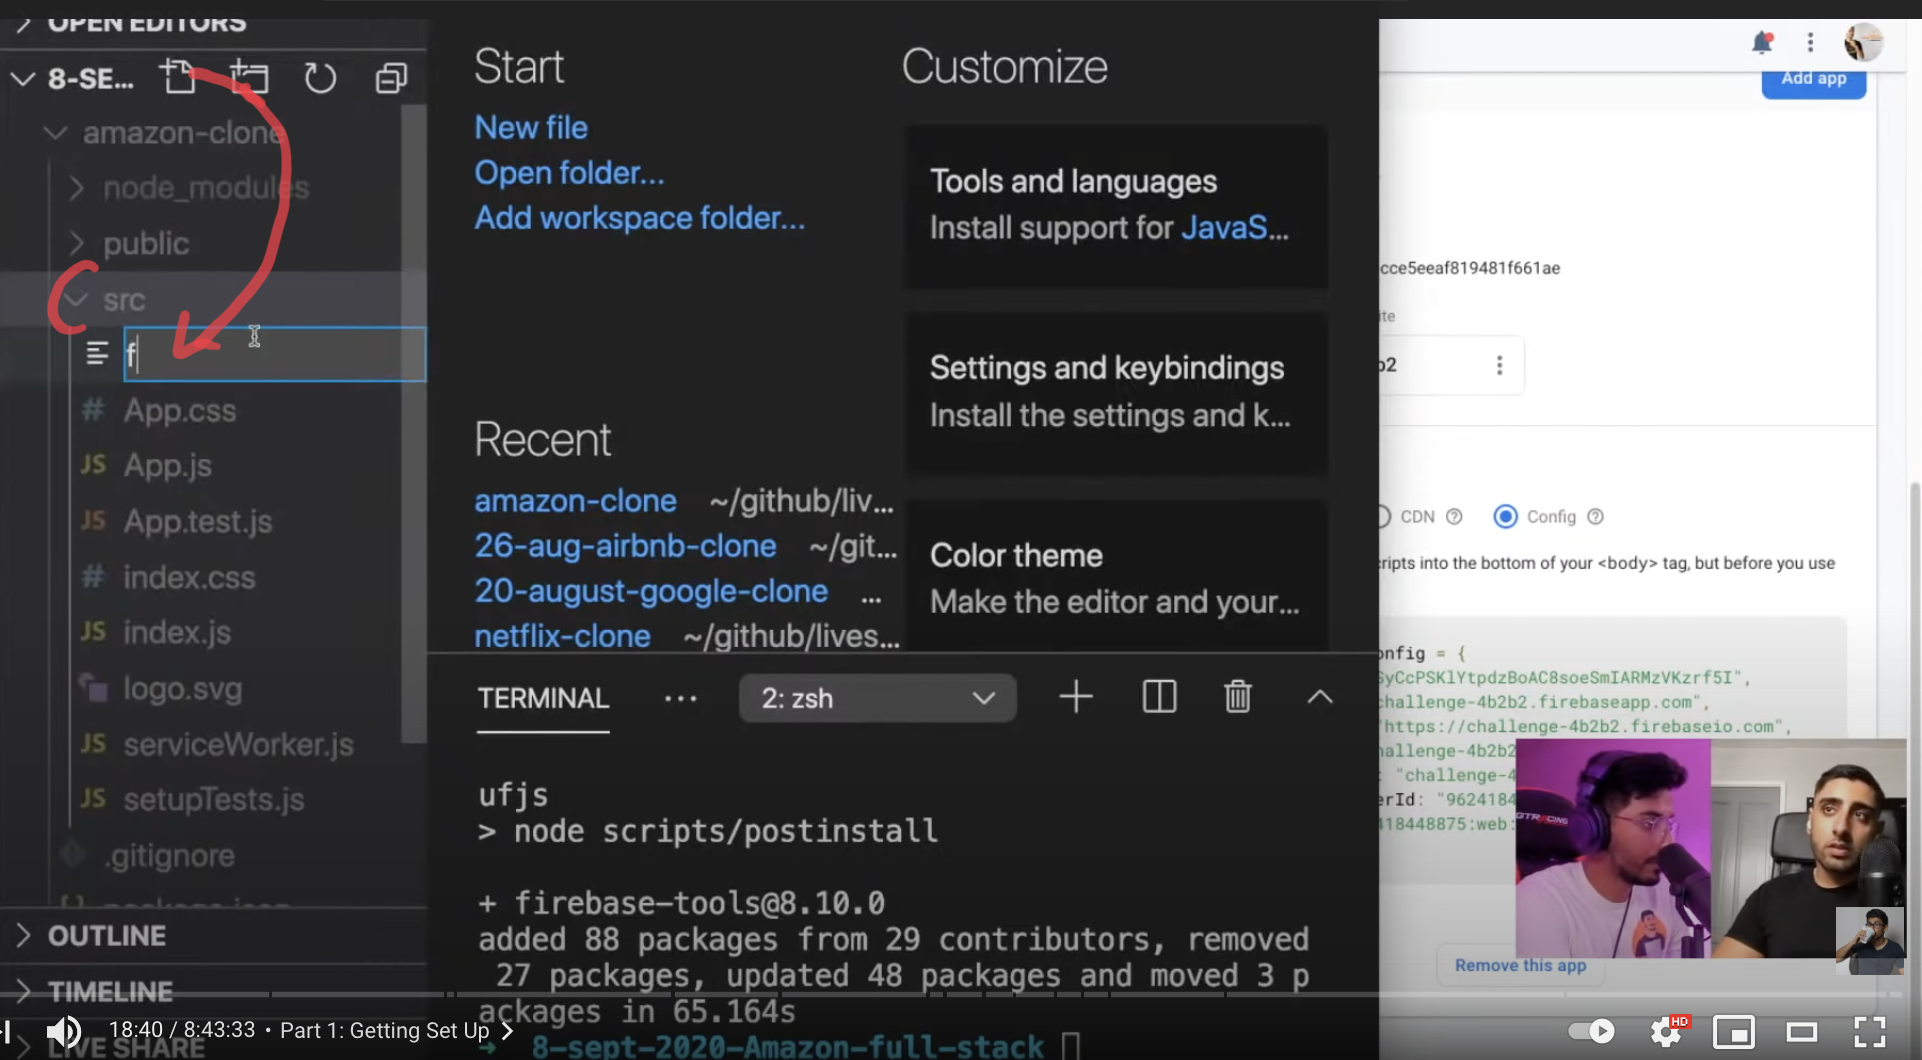 OPEN EDITORS
8-SE...
amazon-clone
node_modules
public
src
f
App.css
App.js
App.test.js
index.css
index.js
logo.svg
serviceWorker.js
setupTests.js
.gitignore
package.json
OUTLINE
TIMELINE
LIVE SHARE
Start
New file
Open folder...
Add workspace folder...
Recent
amazon-clone ~/github/liv...
26-aug-airbnb-clone ~/git...
20-august-google-clone ...
netflix-clone ~/github/lives...
Customize
Tools and languages
Install support for JavaS...
Settings and keybindings
Install the settings and k...
Color theme
Make the editor and your...
TERMINAL ... 2: zsh
ufjs
> node scripts/postinstall
+ firebase-tools@8.10.0
added 88 packages from 29 contributors, removed
27 packages, updated 48 packages and moved 3 p
ackages in 65.164s
→ 8-sept-2020-Amazon-full-stack
Add app
cce5eeaf819481f661ae
ite
b2
CDN Config
ripts into the bottom of your <body> tag, but before you use
onfig = {
SyCcPSKlYtpdzBoAC8soeSmIARMzVKzrf5I",
challenge-4b2b2.firebaseapp.com",
"https://challenge-4b2b2.firebaseio.com",
hallenge-4b2b2
: "challenge-4
erId: "9624184
418448875:web:
GTRACING
Remove this app
18:40 / 8:43:33 • Part 1: Getting Set Up
HD